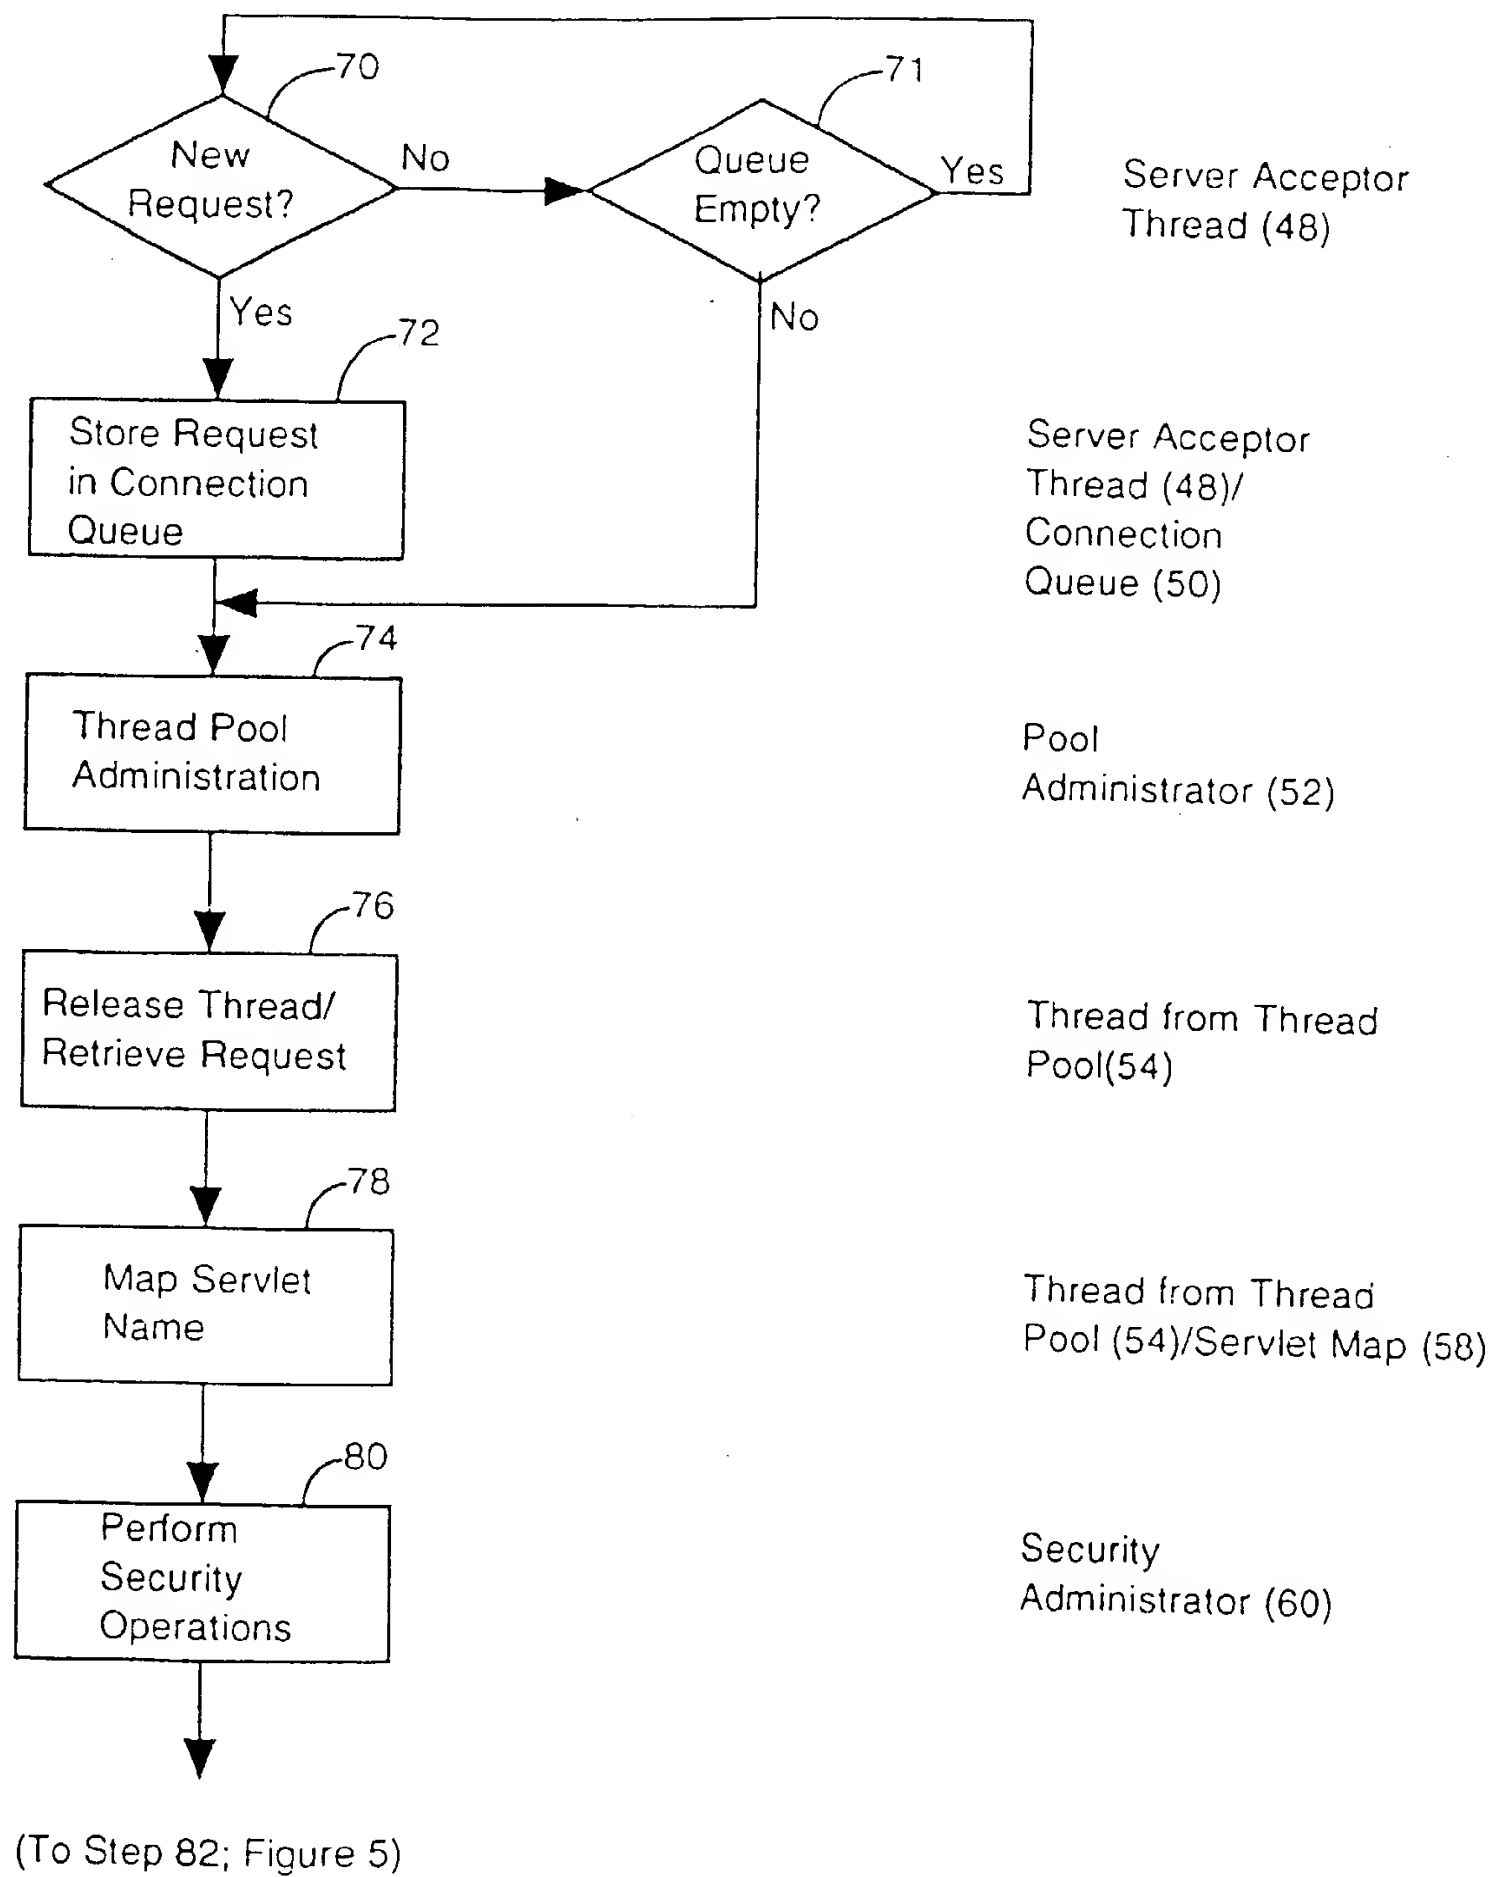 70
71
New
Request?
No
Queue
Empty?
Yes
Server Acceptor
Thread (48)
Yes
No
72
Store Request
in Connection
Queue
Server Acceptor
Thread (48)/
Connection
Queue (50)
74
Thread Pool
Administration
Pool
Administrator (52)
76
Release Thread/
Retrieve Request
Thread from Thread
Pool(54)
78
Map Servlet
Name
Thread from Thread
Pool (54)/Servlet Map (58)
80
Perform
Security
Operations
Security
Administrator (60)
(To Step 82; Figure 5)